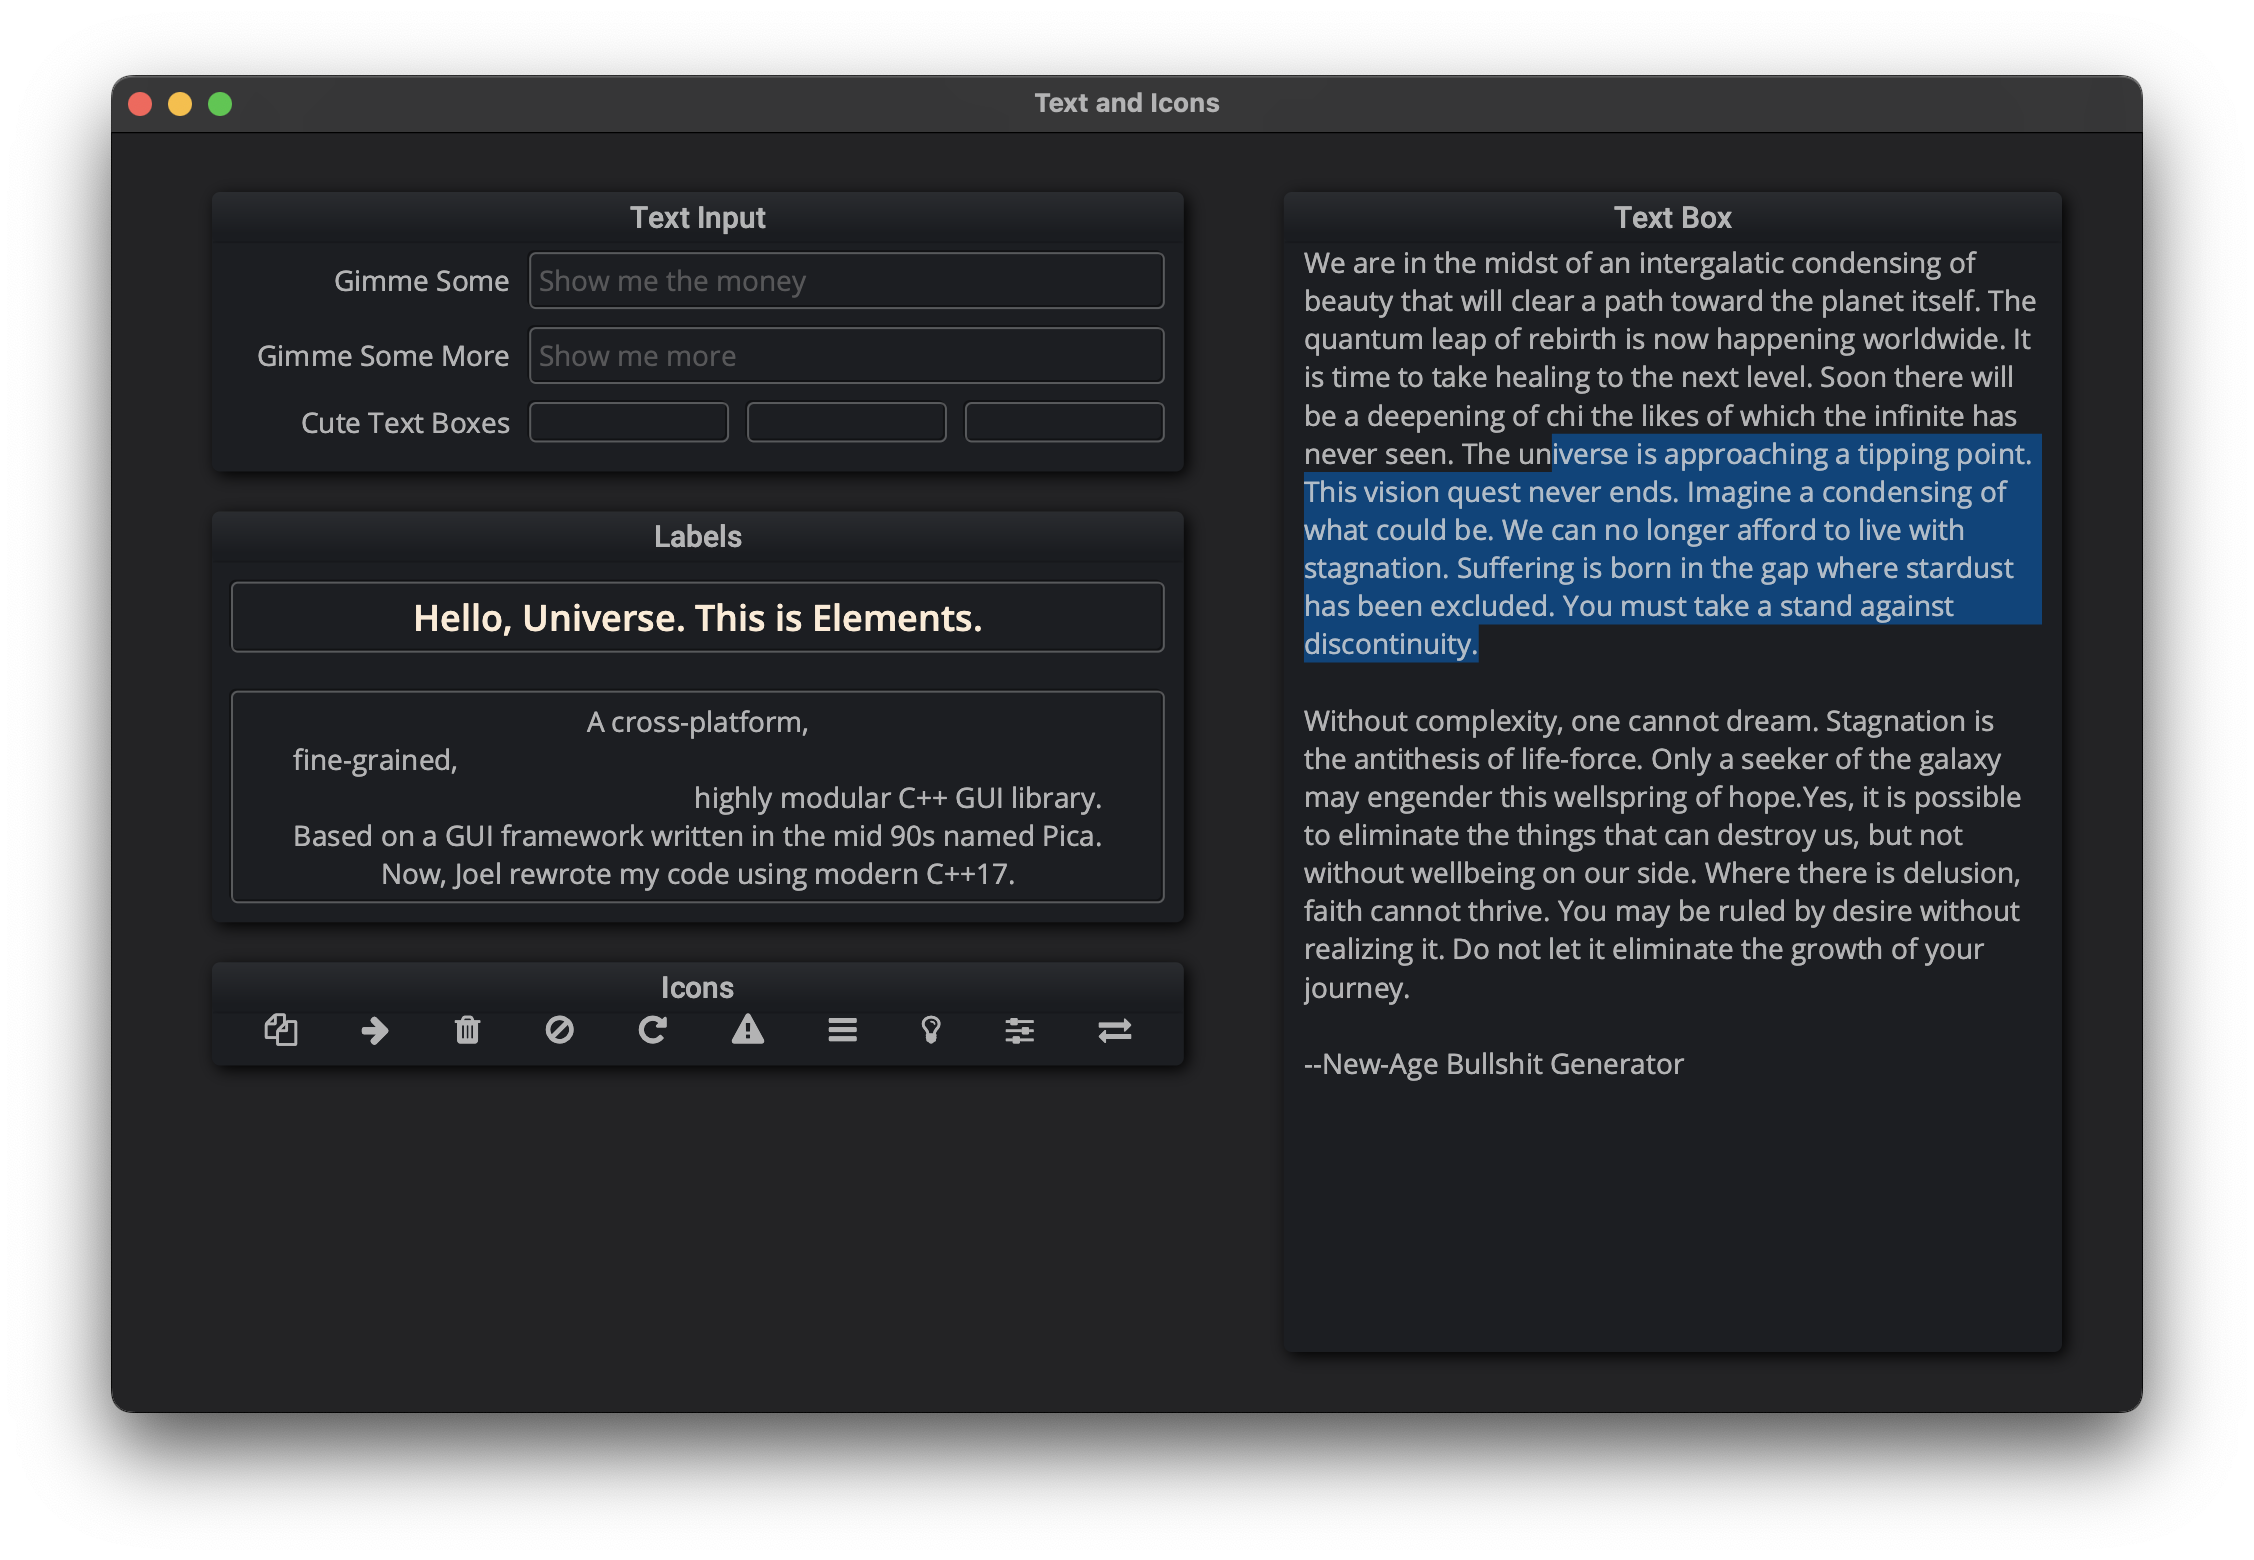 Text and Icons
Text Input
Gimme Some
Show me the money
Gimme Some More
Show me more
Cute Text Boxes
Labels
Hello, Universe. This is Elements.
A cross-platform,
fine-grained,
highly modular C++ GUI library.
Based on a GUI framework written in the mid 90s named Pica.
Now, Joel rewrote my code using modern C++17.
Icons
Text Box
We are in the midst of an intergalatic condensing of
beauty that will clear a path toward the planet itself. The
quantum leap of rebirth is now happening worldwide. It
is time to take healing to the next level. Soon there will
be a deepening of chi the likes of which the infinite has
never seen. The universe is approaching a tipping point.
This vision quest never ends. Imagine a condensing of
what could be. We can no longer afford to live with
stagnation. Suffering is born in the gap where stardust
has been excluded. You must take a stand against
discontinuity.
Without complexity, one cannot dream. Stagnation is
the antithesis of life-force. Only a seeker of the galaxy
may engender this wellspring of hope.Yes, it is possible
to eliminate the things that can destroy us, but not
without wellbeing on our side. Where there is delusion,
faith cannot thrive. You may be ruled by desire without
realizing it. Do not let it eliminate the growth of your
journey.
--New-Age Bullshit Generator